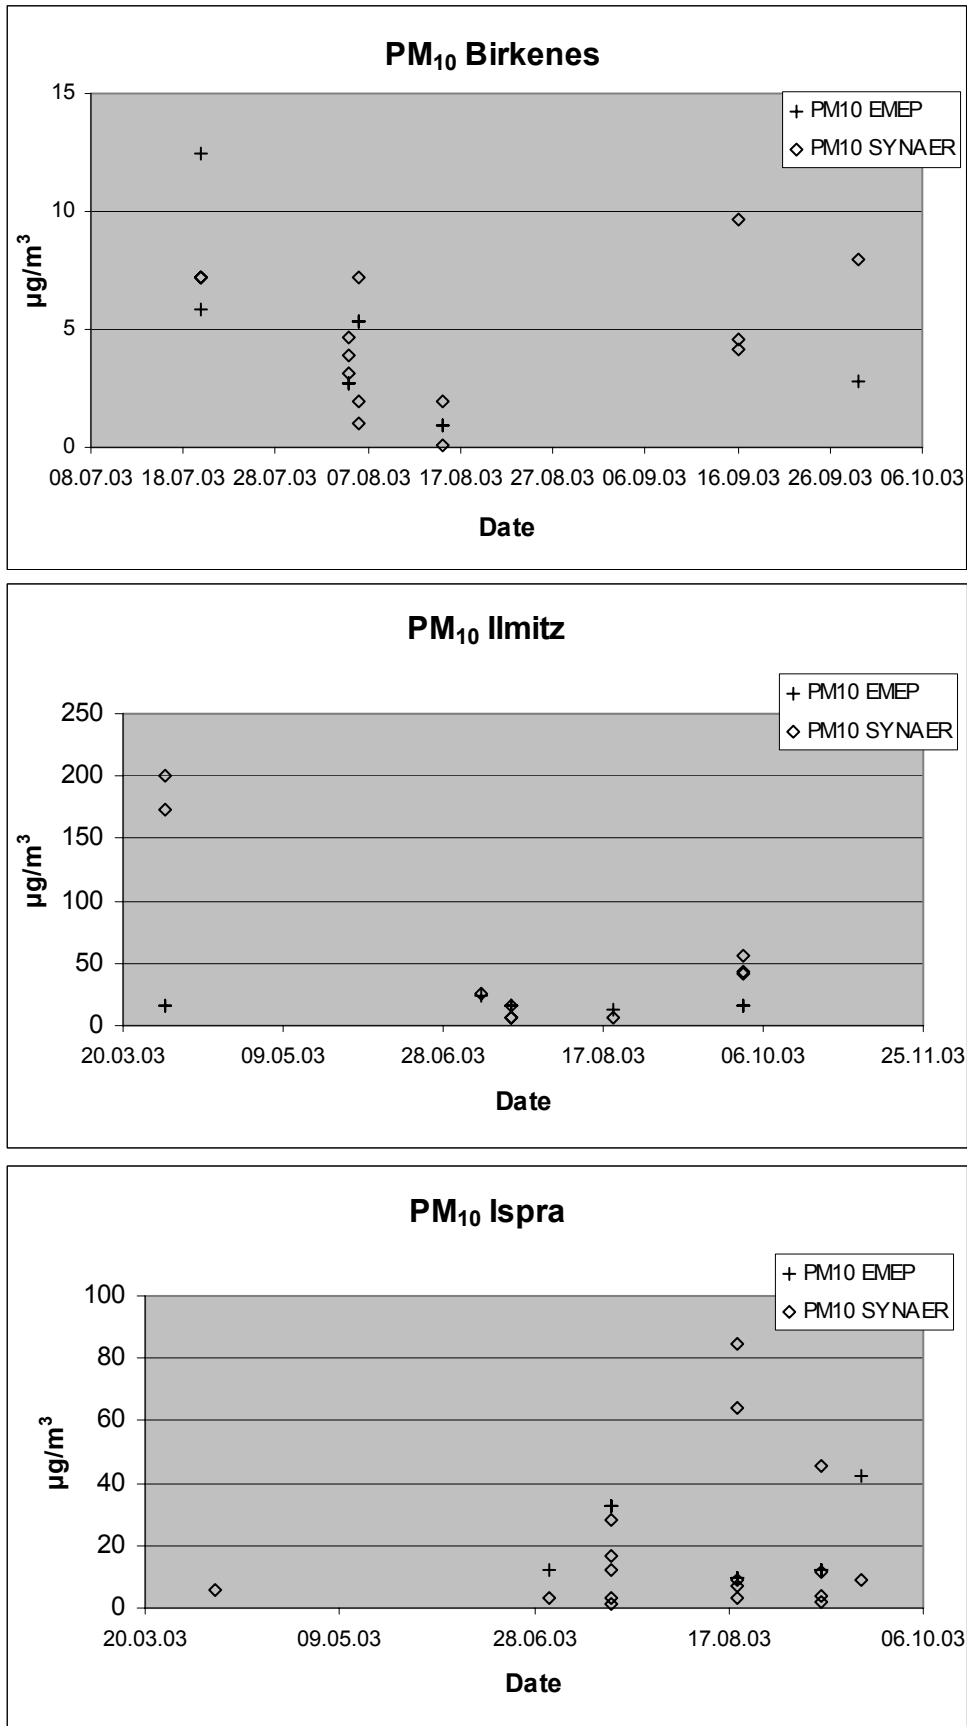 PM₁₀ Birkenes
PM10 EMEP
PM10 SYNAER
15
10
5
0
µg/m³
08.07.03 18.07.03 28.07.03 07.08.03 17.08.03 27.08.03 06.09.03 16.09.03 26.09.03 06.10.03
Date
PM₁₀ Ilmitz
PM10 EMEP
PM10 SYNAER
250
200
150
100
50
0
µg/m³
20.03.03 09.05.03 28.06.03 17.08.03 06.10.03 25.11.03
Date
PM₁₀ Ispra
PM10 EMEP
PM10 SYNAER
100
80
60
40
20
0
µg/m³
20.03.03 09.05.03 28.06.03 17.08.03 06.10.03
Date